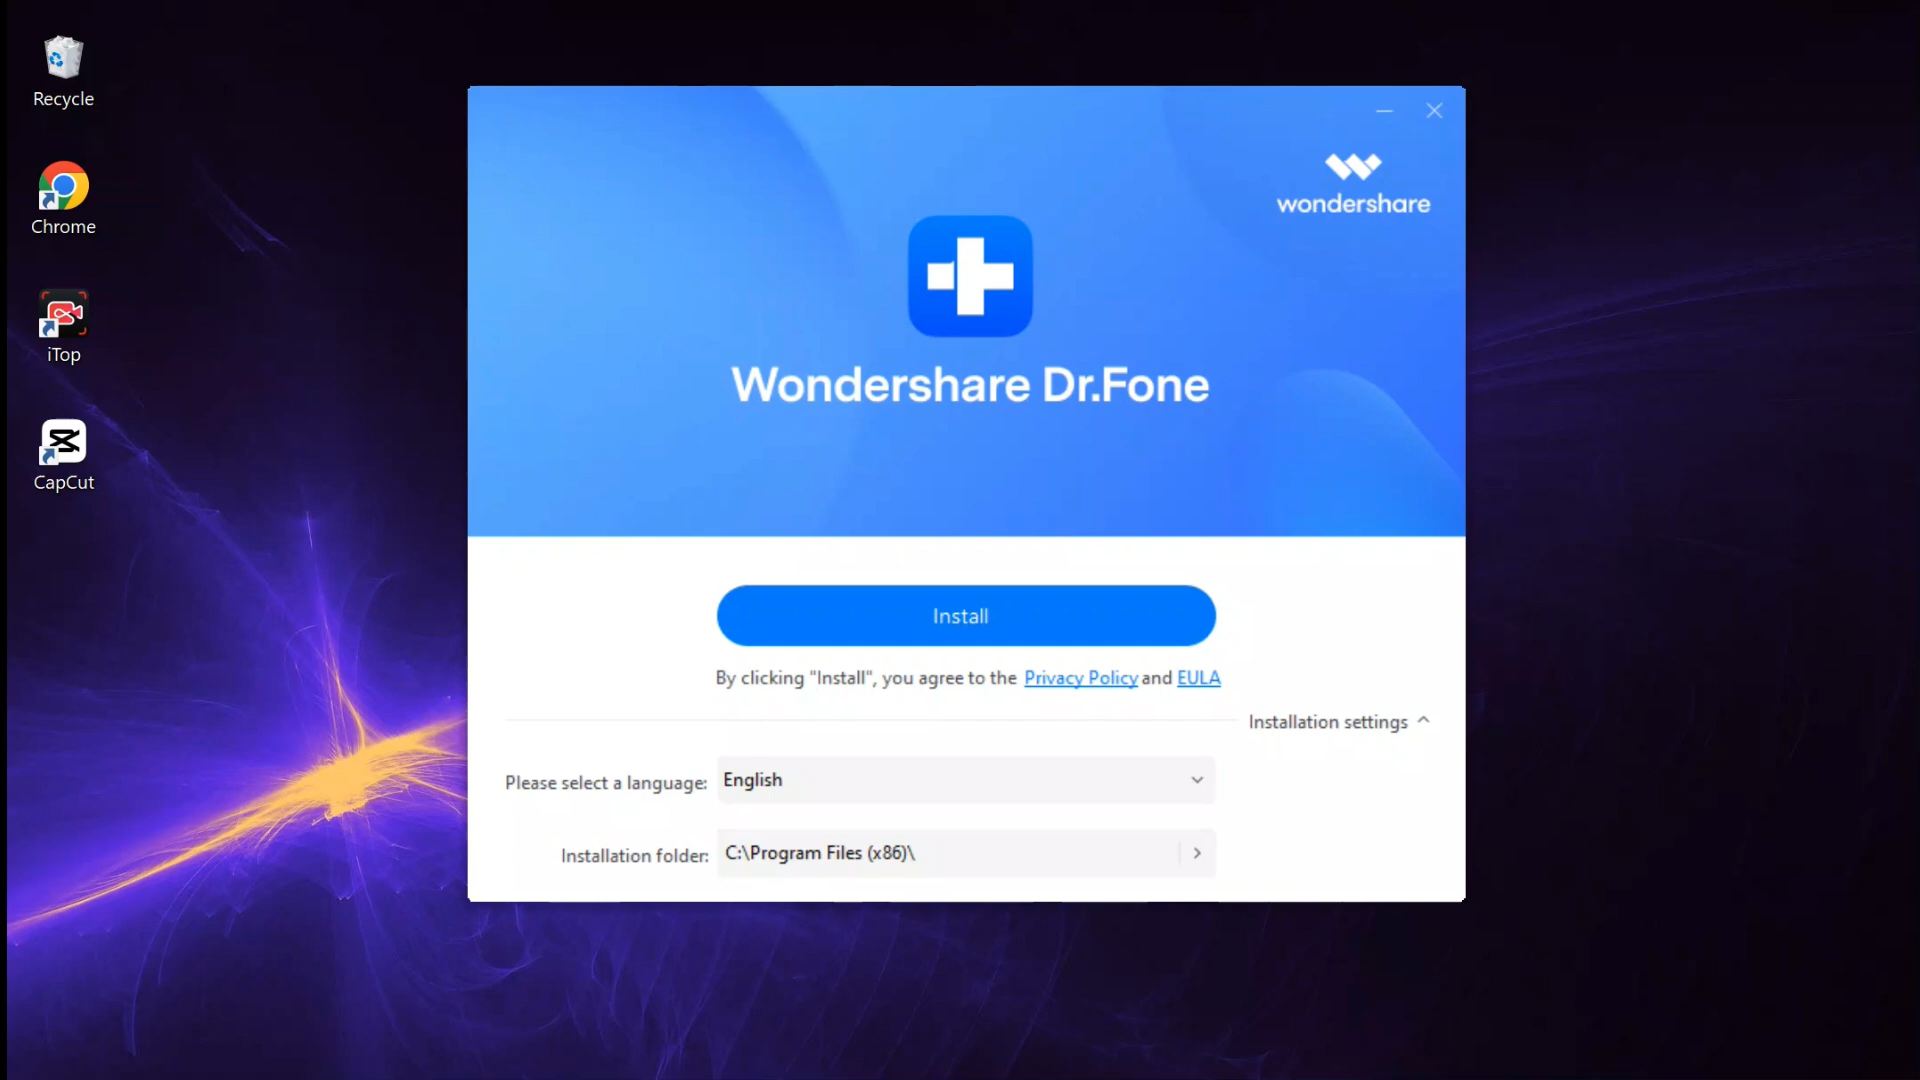 Recycle
Chrome
iTop
CapCut
wondershare
Wondershare Dr.Fone
Install
By clicking "Install", you agree to the Privacy Policy and EULA
Installation settings
Please select a language: English
Installation folder: C:\Program Files (x86)\